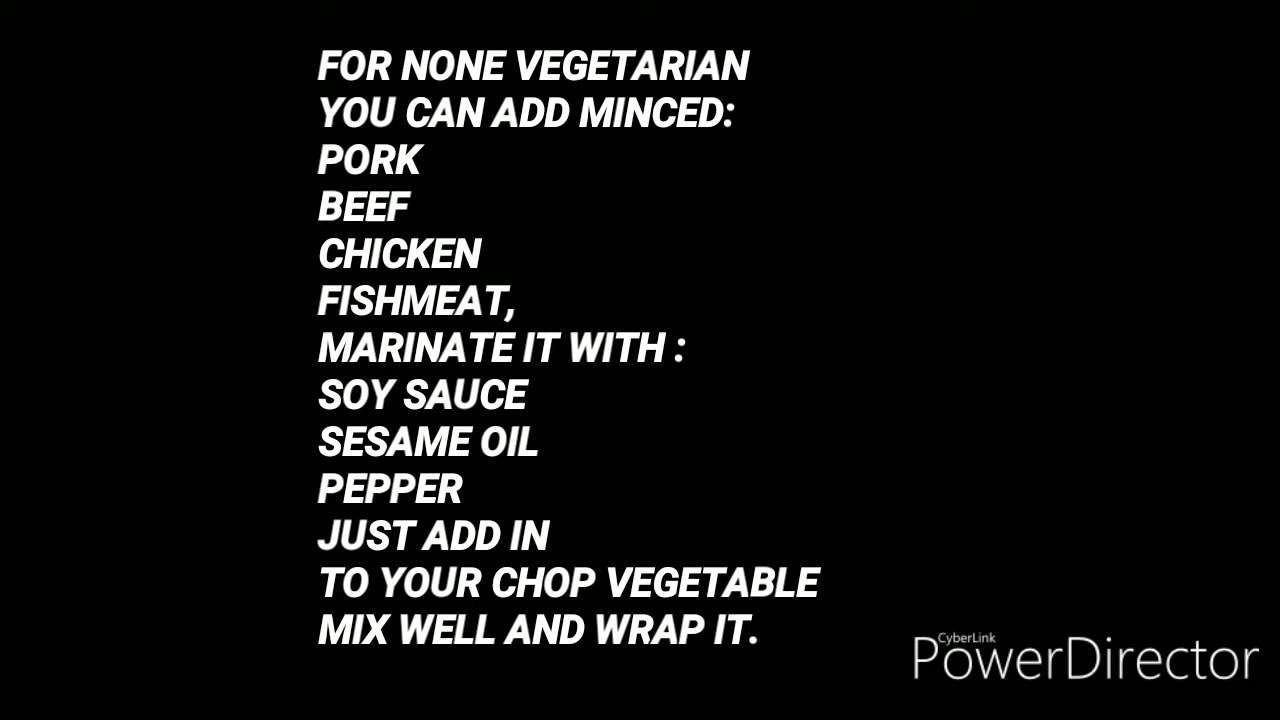 FOR NONE VEGETARIAN
YOU CAN ADD MINCED:
PORK
BEEF
CHICKEN
FISHMEAT,
MARINATE IT WITH :
SOY SAUCE
SESAME OIL
PEPPER
JUST ADD IN
TO YOUR CHOP VEGETABLE
MIX WELL AND WRAP IT.
CyberLink
PowerDirector